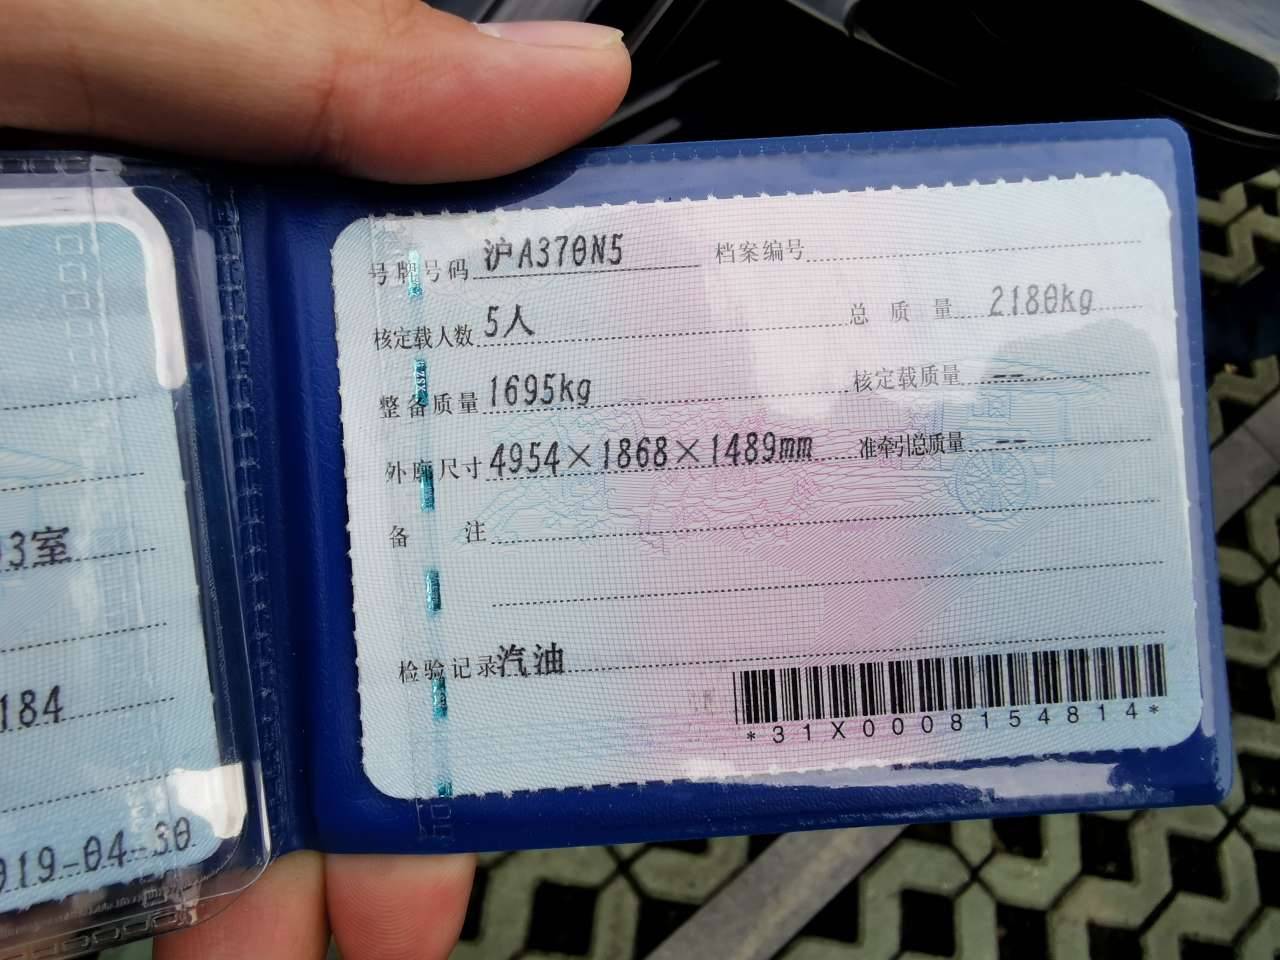 号牌号码 沪A370N5 档案编号
核定载人数 5人 总质量 2180kg
整备质量 1695kg 核定载质量 --
外廓尺寸 4954×1868×1489mm 准牵引总质量 --
备注
检验记录 汽油
*31X0008154814*
3室
184
019-04-30